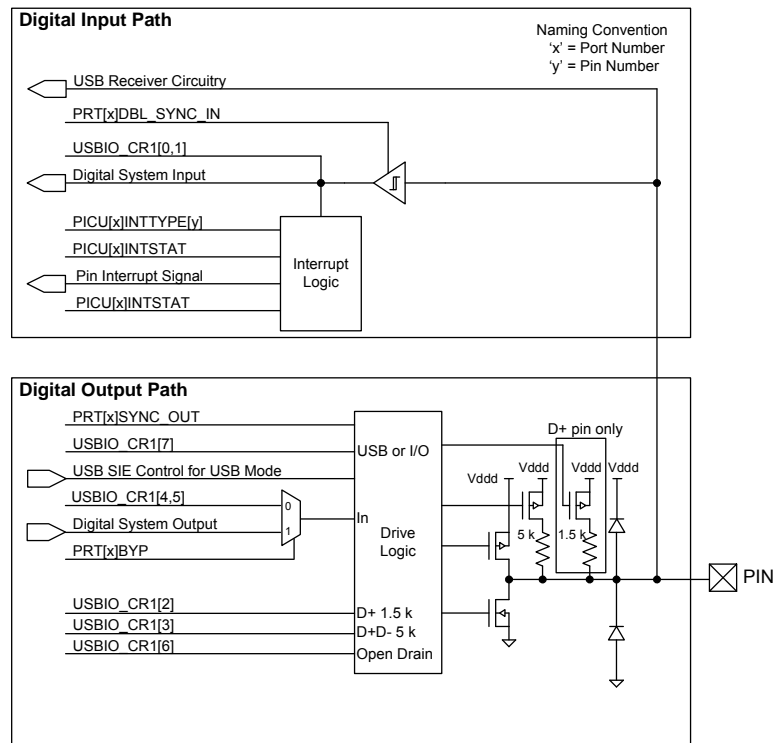 Digital Input Path
Naming Convention
‘x’ = Port Number
‘y’ = Pin Number
USB Receiver Circuitry
PRT[x]DBL_SYNC_IN
USBIO_CR1[0,1]
Digital System Input
PICU[x]INTTYPE[y]
PICU[x]INTSTAT
Pin Interrupt Signal
PICU[x]INTSTAT
Interrupt
Logic
Digital Output Path
PRT[x]SYNC_OUT
USBIO_CR1[7]
USB SIE Control for USB Mode
USBIO_CR1[4,5]
Digital System Output
PRT[x]BYP
0
1
USBIO_CR1[2]
USBIO_CR1[3]
USBIO_CR1[6]
USB or I/O
In
Drive
Logic
D+ 1.5 k
D+D- 5 k
Open Drain
D+ pin only
Vddd
Vddd
Vddd
Vddd
5 k
1.5 k
PIN